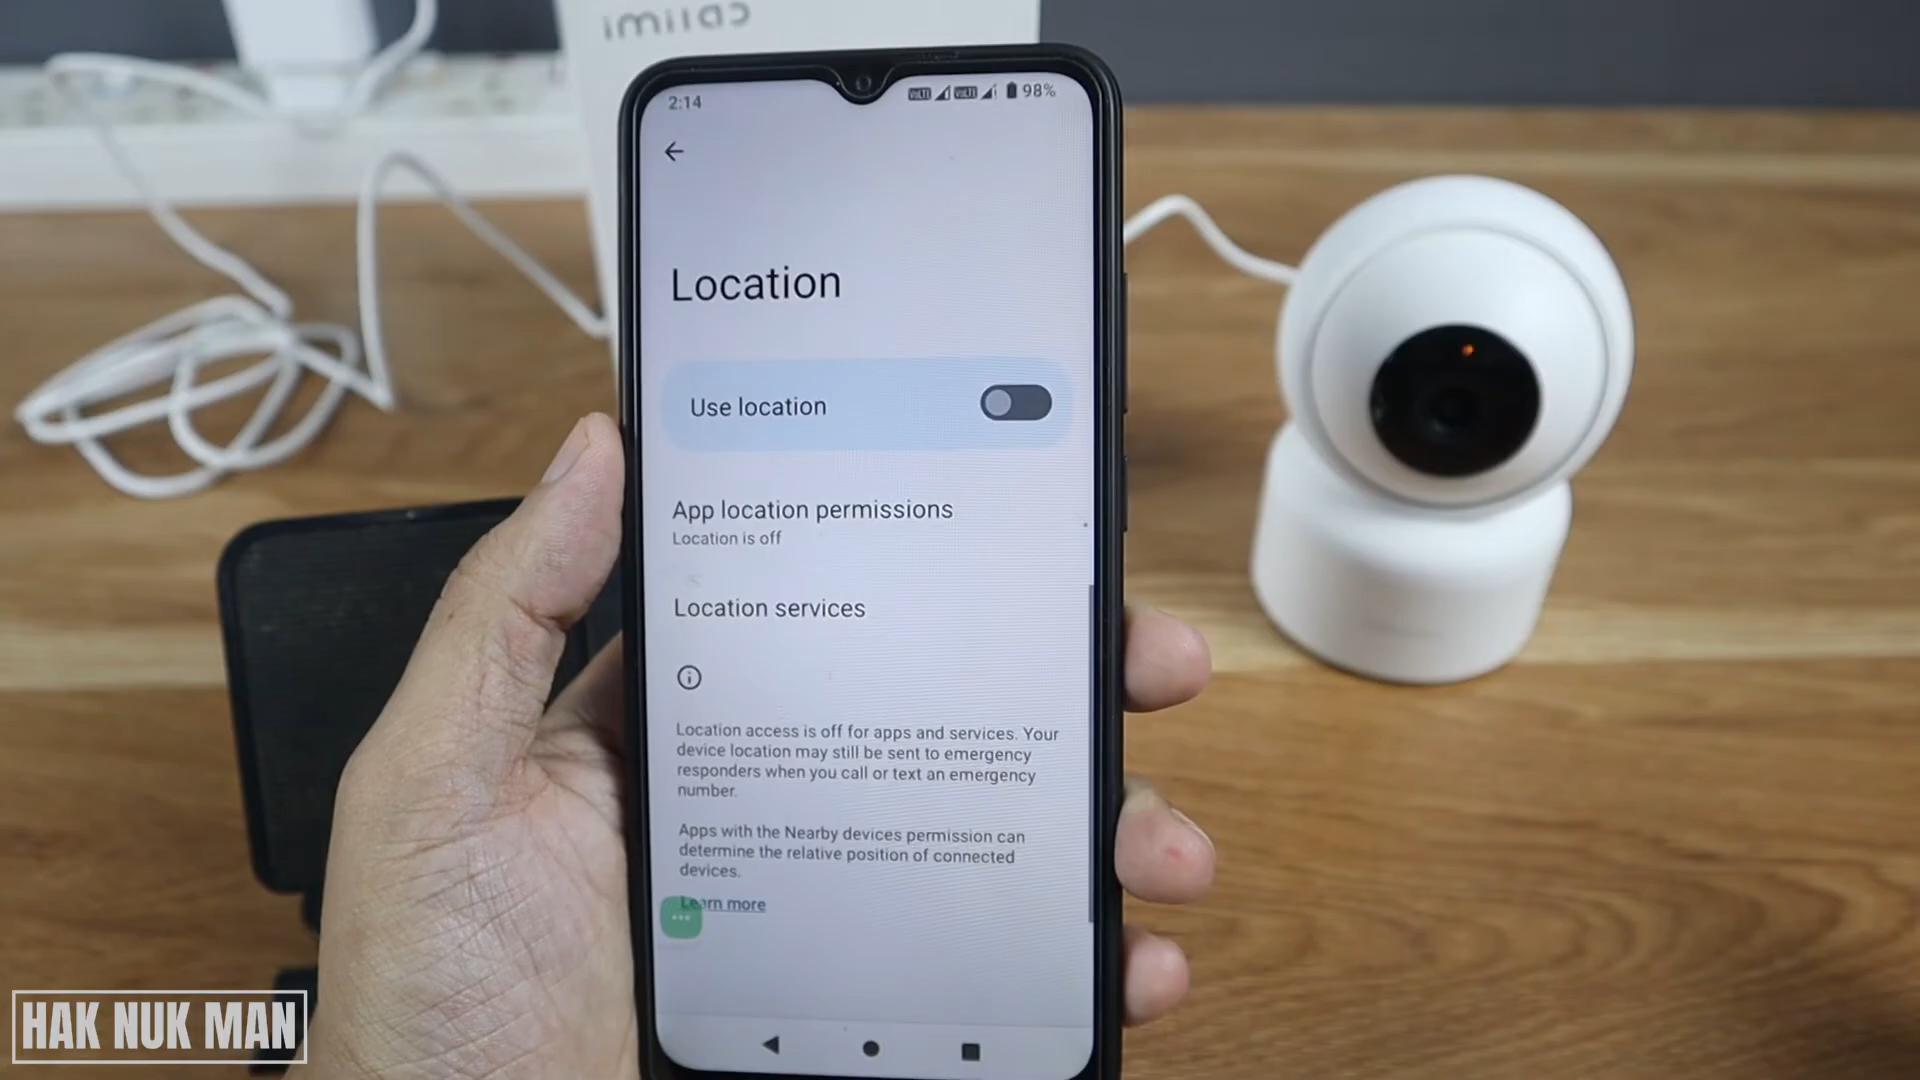 imilab
2:14
98%
Location
Use location
App location permissions
Location is off
Location services
Location access is off for apps and services. Your
device location may still be sent to emergency
responders when you call or text an emergency
number.
Apps with the Nearby devices permission can
determine the relative position of connected
devices.
Learn more
HAK NUK MAN